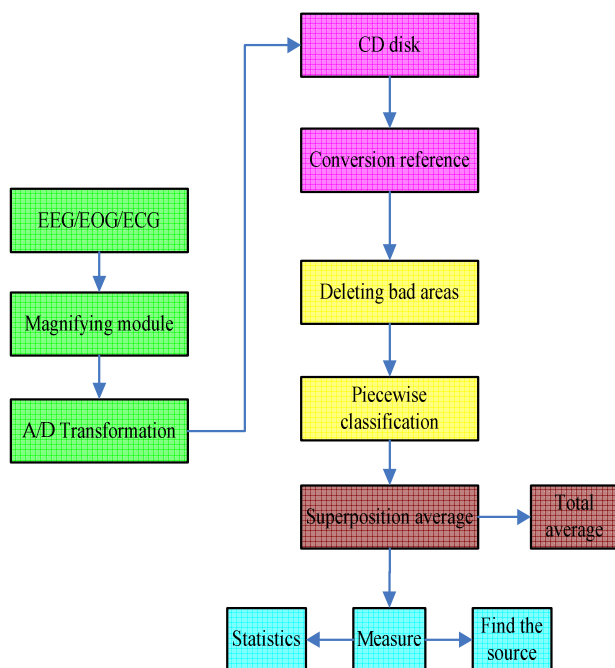 EEG/EOG/ECG
Magnifying module
A/D Transformation
CD disk
Conversion reference
Deleting bad areas
Piecewise
classification
Superposition average
Total
average
Statistics
Measure
Find the
source